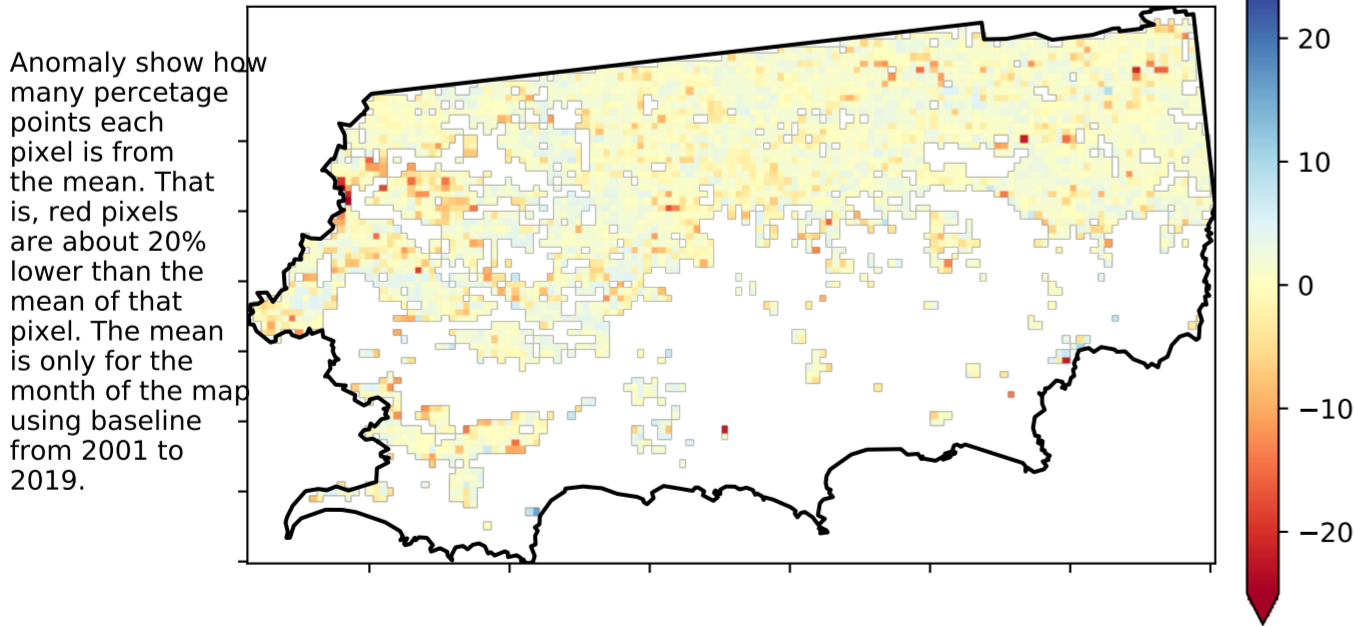 Anomaly show how
many percetage
points each
pixel is from
the mean. That
is, red pixels
are about 20%
lower than the
mean of that
pixel. The mean
is only for the
month of the map
using baseline
from 2001 to
2019.
20
10
0
−10
−20